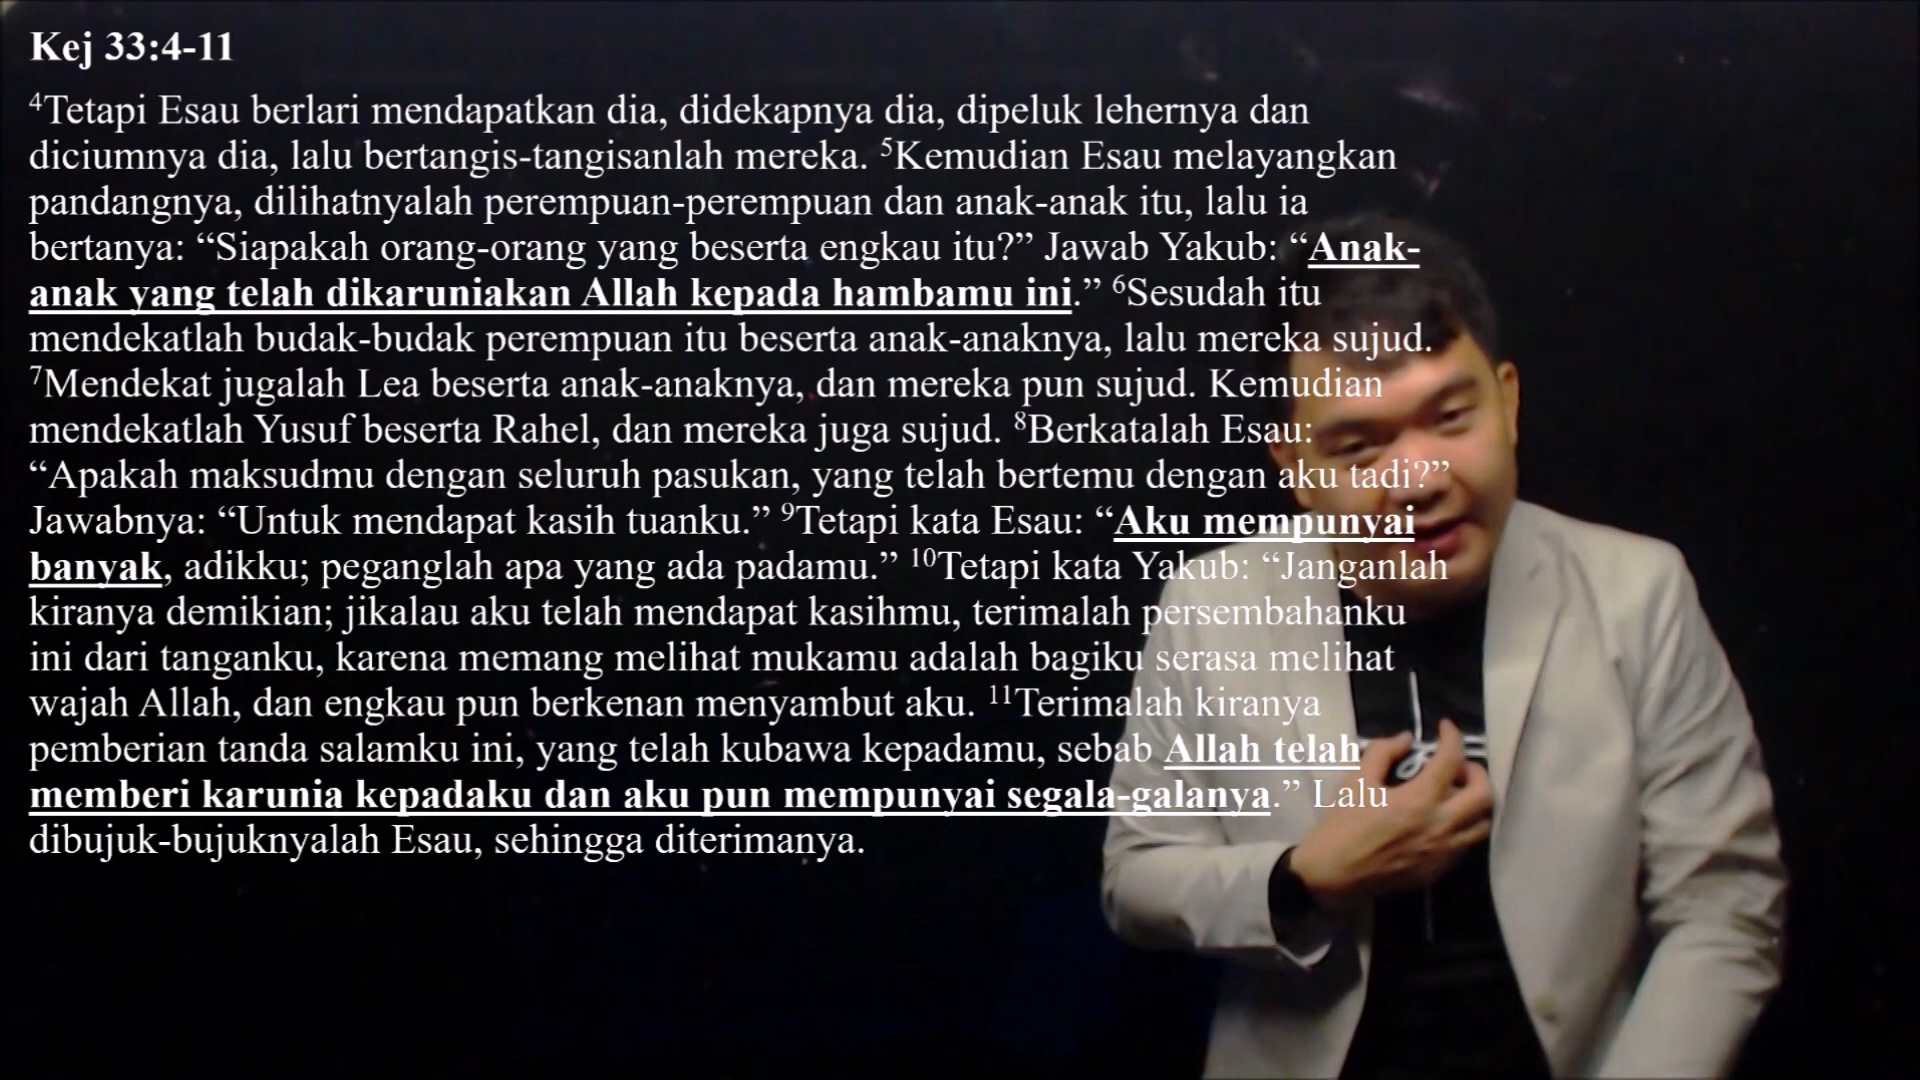 Kej 33:4-11
⁴Tetapi Esau berlari mendapatkan dia, didekapnya dia, dipeluk lehernya dan
diciumnya dia, lalu bertangis-tangisanlah mereka. ⁵Kemudian Esau melayangkan
pandangnya, dilihatnyalah perempuan-perempuan dan anak-anak itu, lalu ia
bertanya: “Siapakah orang-orang yang beserta engkau itu?” Jawab Yakub: “Anak-
anak yang telah dikaruniakan Allah kepada hambamu ini.” ⁶Sesudah itu
mendekatlah budak-budak perempuan itu beserta anak-anaknya, lalu mereka sujud.
⁷Mendekat jugalah Lea beserta anak-anaknya, dan mereka pun sujud. Kemudian
mendekatlah Yusuf beserta Rahel, dan mereka juga sujud. ⁸Berkatalah Esau:
“Apakah maksudmu dengan seluruh pasukan, yang telah bertemu dengan aku tadi?”
Jawabnya: “Untuk mendapat kasih tuanku.” ⁹Tetapi kata Esau: “Aku mempunyai
banyak, adikku; peganglah apa yang ada padamu.” ¹⁰Tetapi kata Yakub: “Janganlah
kiranya demikian; jikalau aku telah mendapat kasihmu, terimalah persembahanku
ini dari tanganku, karena memang melihat mukamu adalah bagiku serasa melihat
wajah Allah, dan engkau pun berkenan menyambut aku. ¹¹Terimalah kiranya
pemberian tanda salamku ini, yang telah kubawa kepadamu, sebab Allah telah
memberi karunia kepadaku dan aku pun mempunyai segala-galanya.” Lalu
dibujuk-bujuknyalah Esau, sehingga diterimanya.